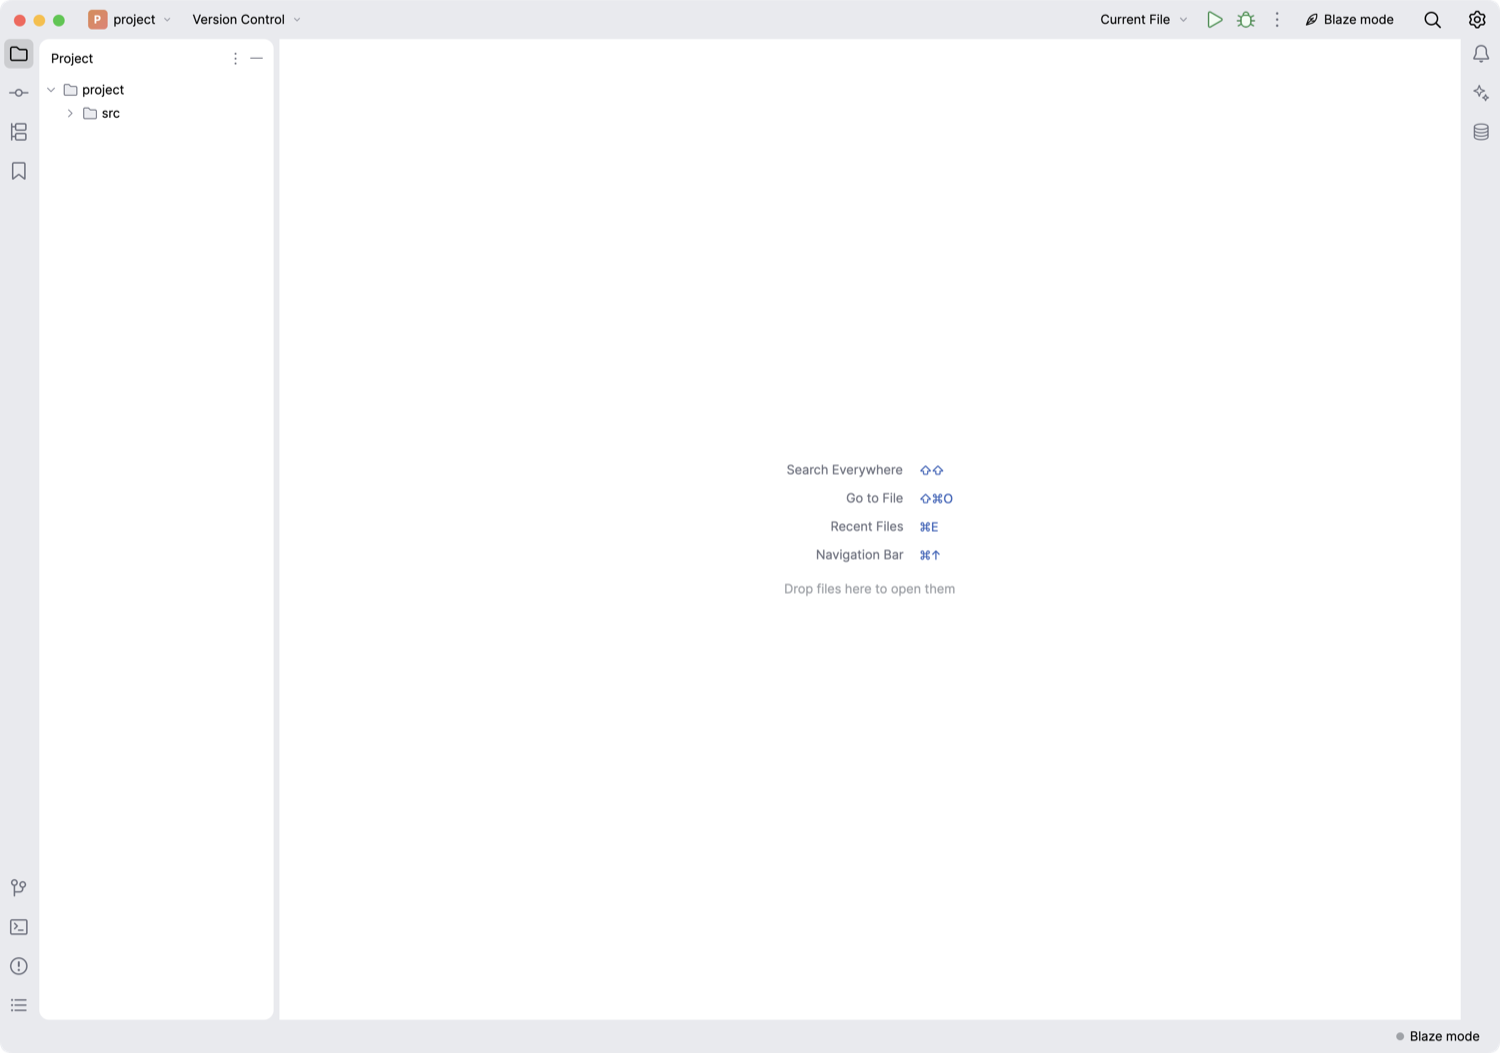 P project Version Control Current File Blaze mode
Project
project
src
Search Everywhere ⇧⇧
Go to File ⇧⌘O
Recent Files ⌘E
Navigation Bar ⌘↑
Drop files here to open them
Blaze mode